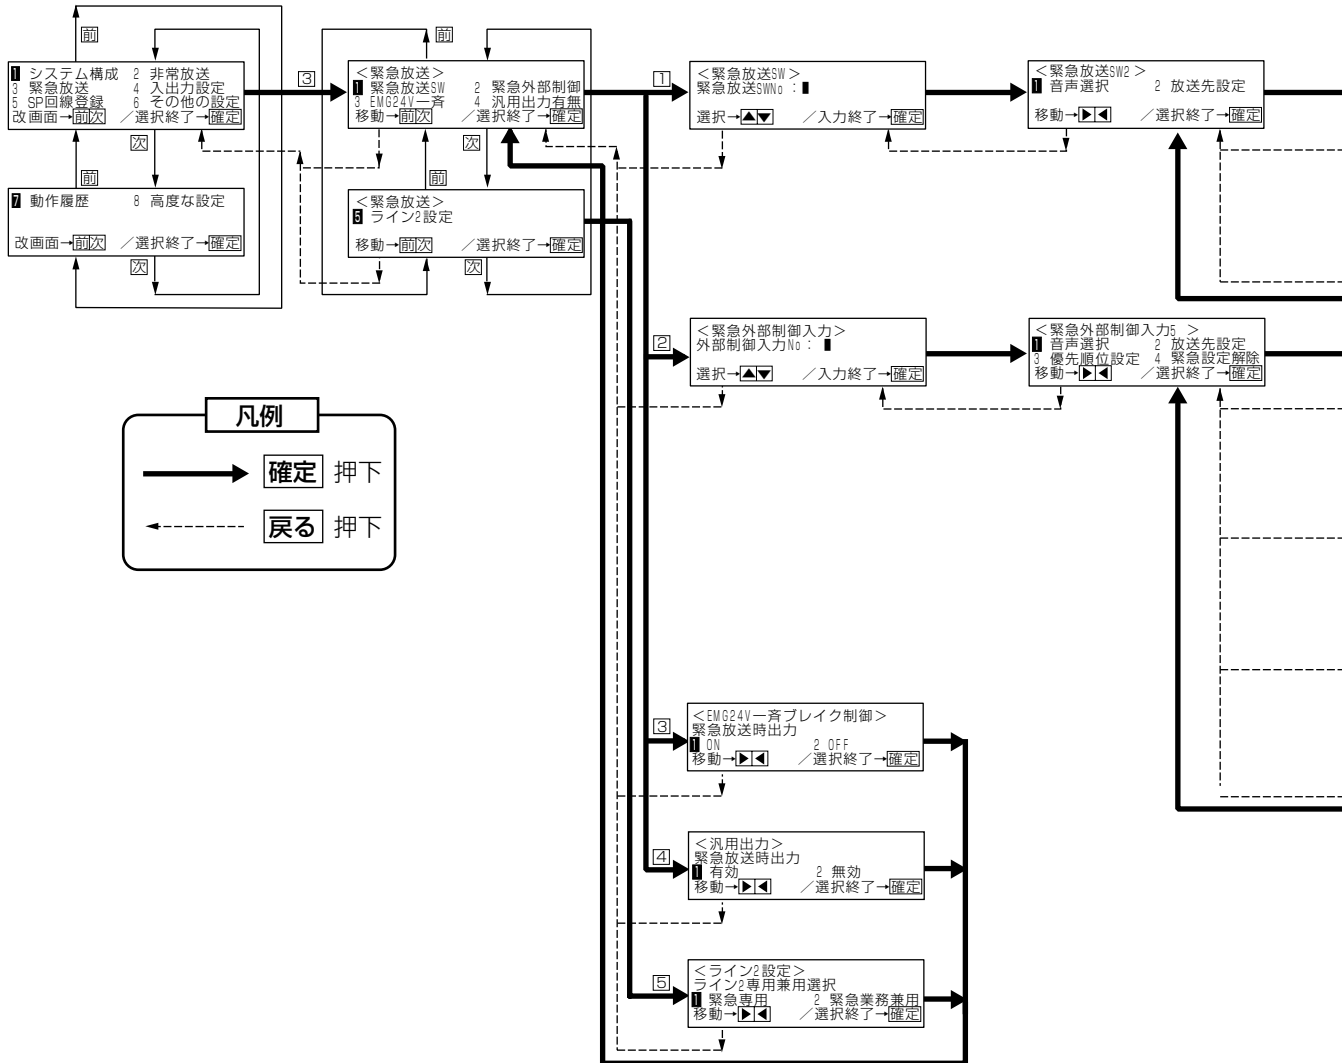 前
1 システム構成 2 非常放送
3 緊急放送 4 入出力設定
5 SP回線登録 6 その他の設定
改画面→前次 ／選択終了→確定
次
前
7 動作履歴 8 高度な設定
改画面→前次 ／選択終了→確定
次
3
前
＜緊急放送＞
1 緊急放送SW 2 緊急外部制御
3 EMG24V一斉 4 汎用出力有無
移動→前次 ／選択終了→確定
次
前
＜緊急放送＞
5 ライン2設定
移動→前次 ／選択終了→確定
次
1
＜緊急放送SW＞
緊急放送SWNo：
選択→▲▼ ／入力終了→確定
＜緊急放送SW2＞
1 音声選択 2 放送先設定
移動→▶◀ ／選択終了→確定
2
＜緊急外部制御入力＞
外部制御入力No：
選択→▲▼ ／入力終了→確定
＜緊急外部制御入力5 ＞
1 音声選択 2 放送先設定
3 優先順位設定 4 緊急設定解除
移動→▶◀ ／選択終了→確定
凡例
確定 押下
戻る 押下
3
＜EMG24V一斉ブレイク制御＞
緊急放送時出力
1 ON 2 OFF
移動→▶◀ ／選択終了→確定
4
＜汎用出力＞
緊急放送時出力
1 有効 2 無効
移動→▶◀ ／選択終了→確定
5
＜ライン2設定＞
ライン2専用兼用選択
1 緊急専用 2 緊急業務兼用
移動→▶◀ ／選択終了→確定